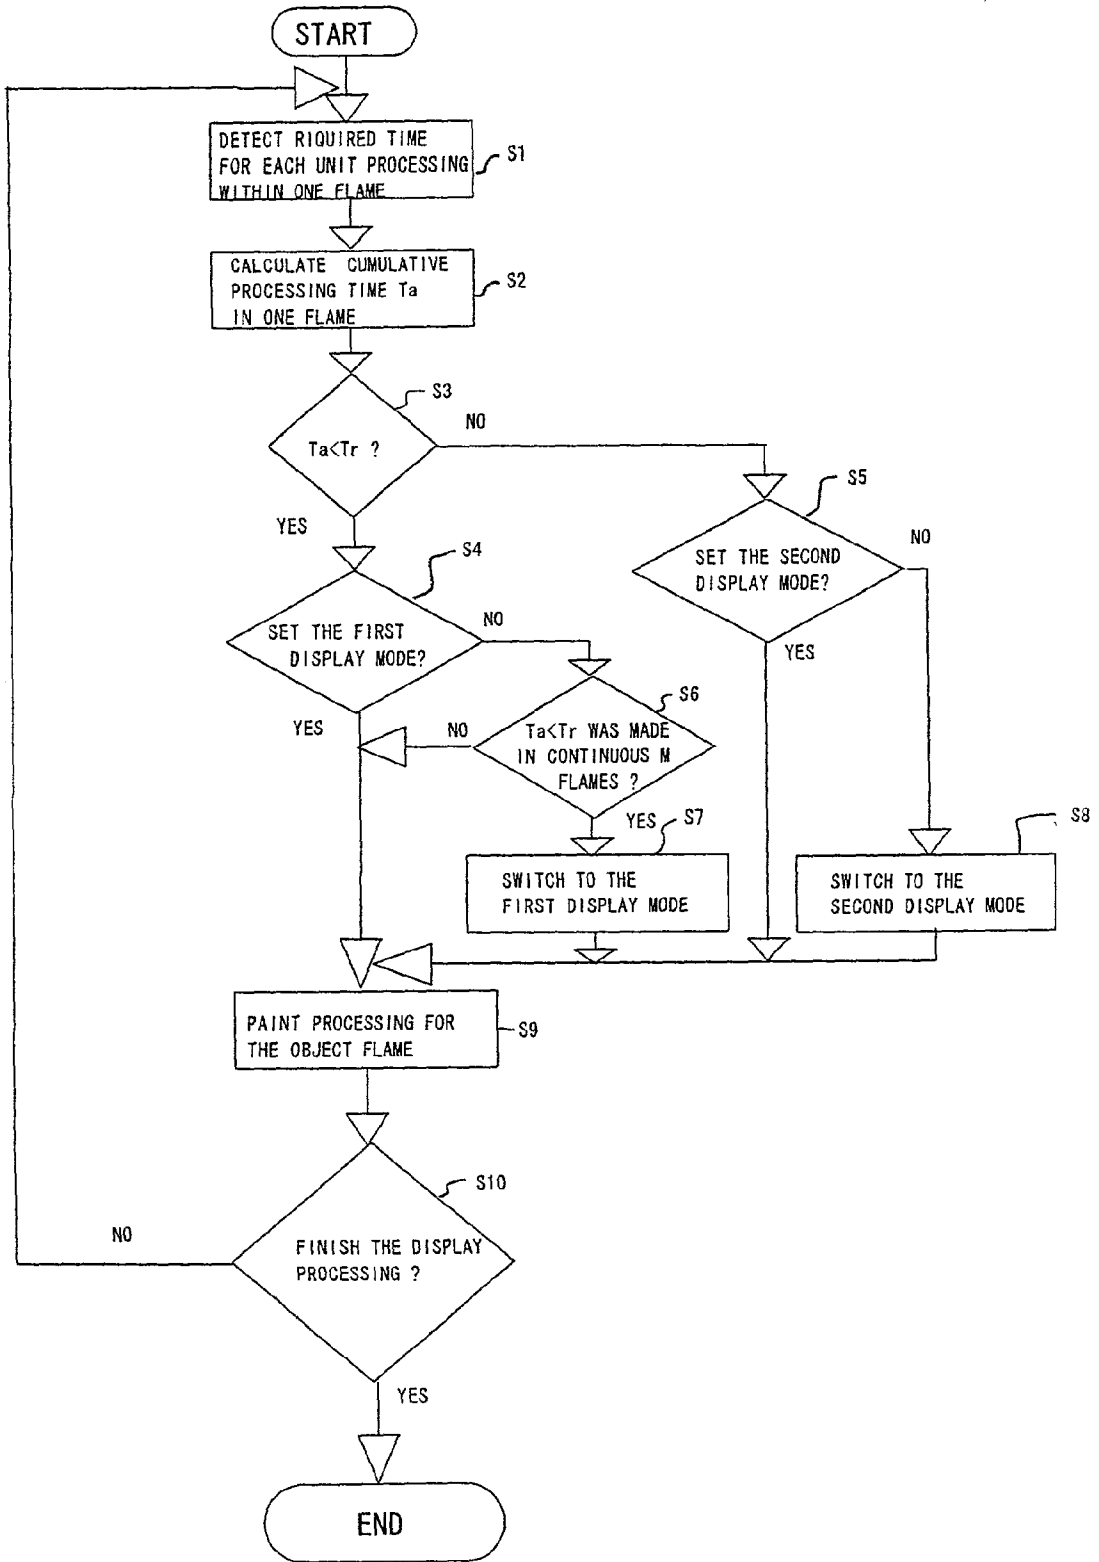 START
DETECT RIQUIRED TIME
FOR EACH UNIT PROCESSING
WITHIN ONE FLAME
S1
CALCULATE CUMULATIVE
PROCESSING TIME Ta
IN ONE FLAME
S2
S3
Ta<Tr ?
NO
YES
S5
SET THE SECOND
DISPLAY MODE?
NO
YES
S4
SET THE FIRST
DISPLAY MODE?
NO
YES
S6
Ta<Tr WAS MADE
IN CONTINUOUS M
FLAMES ?
NO
YES
S7
SWITCH TO THE
FIRST DISPLAY MODE
S8
SWITCH TO THE
SECOND DISPLAY MODE
PAINT PROCESSING FOR
THE OBJECT FLAME
S9
S10
FINISH THE DISPLAY
PROCESSING ?
NO
YES
END